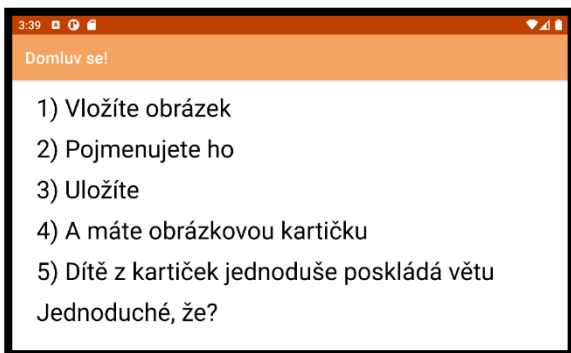 3:39
Domluv se!
1) Vložíte obrázek
2) Pojmenujete ho
3) Uložíte
4) A máte obrázkovou kartičku
5) Dítě z kartiček jednoduše poskládá větu
Jednoduché, že?